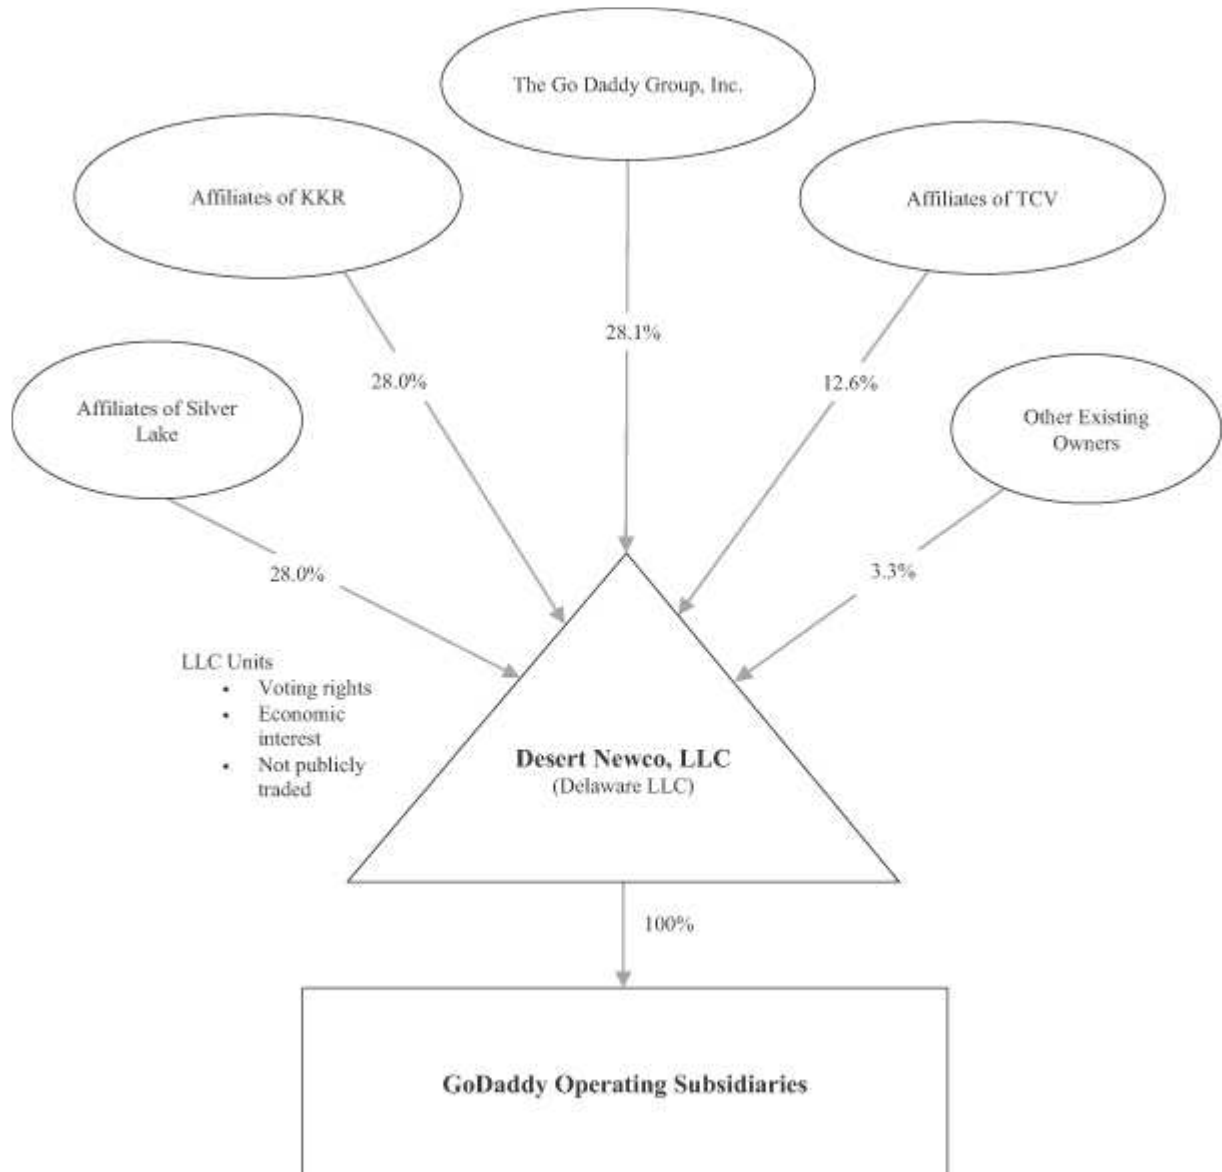 The Go Daddy Group, Inc.
Affiliates of KKR
Affiliates of TCV
28.1%
28.0%
12.6%
Affiliates of Silver
Lake
Other Existing
Owners
28.0%
3.3%
LLC Units
• Voting rights
• Economic
interest
• Not publicly
traded
Desert Newco, LLC
(Delaware LLC)
100%
GoDaddy Operating Subsidiaries